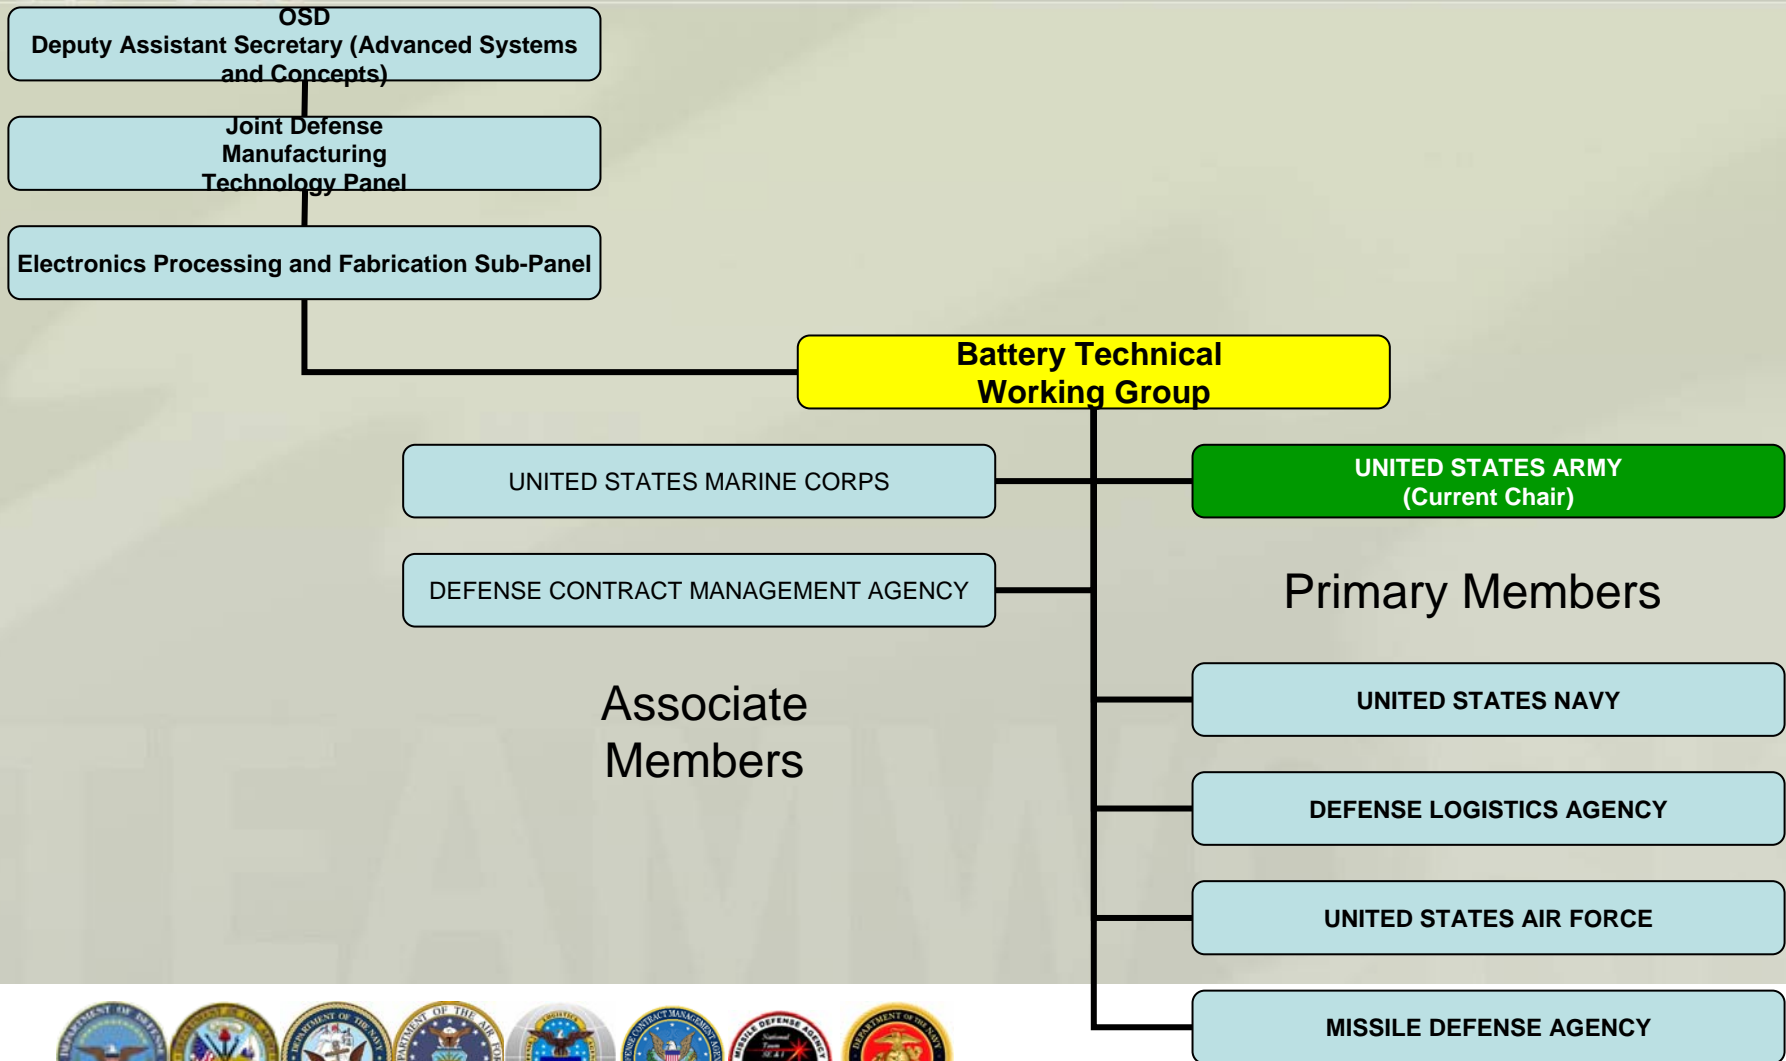 OSD
Deputy Assistant Secretary (Advanced Systems
and Concepts)
Joint Defense
Manufacturing
Technology Panel
Electronics Processing and Fabrication Sub-Panel
Battery Technical
Working Group
UNITED STATES MARINE CORPS
UNITED STATES ARMY
(Current Chair)
DEFENSE CONTRACT MANAGEMENT AGENCY
Primary Members
Associate
Members
UNITED STATES NAVY
DEFENSE LOGISTICS AGENCY
UNITED STATES AIR FORCE
MISSILE DEFENSE AGENCY
TEAMW